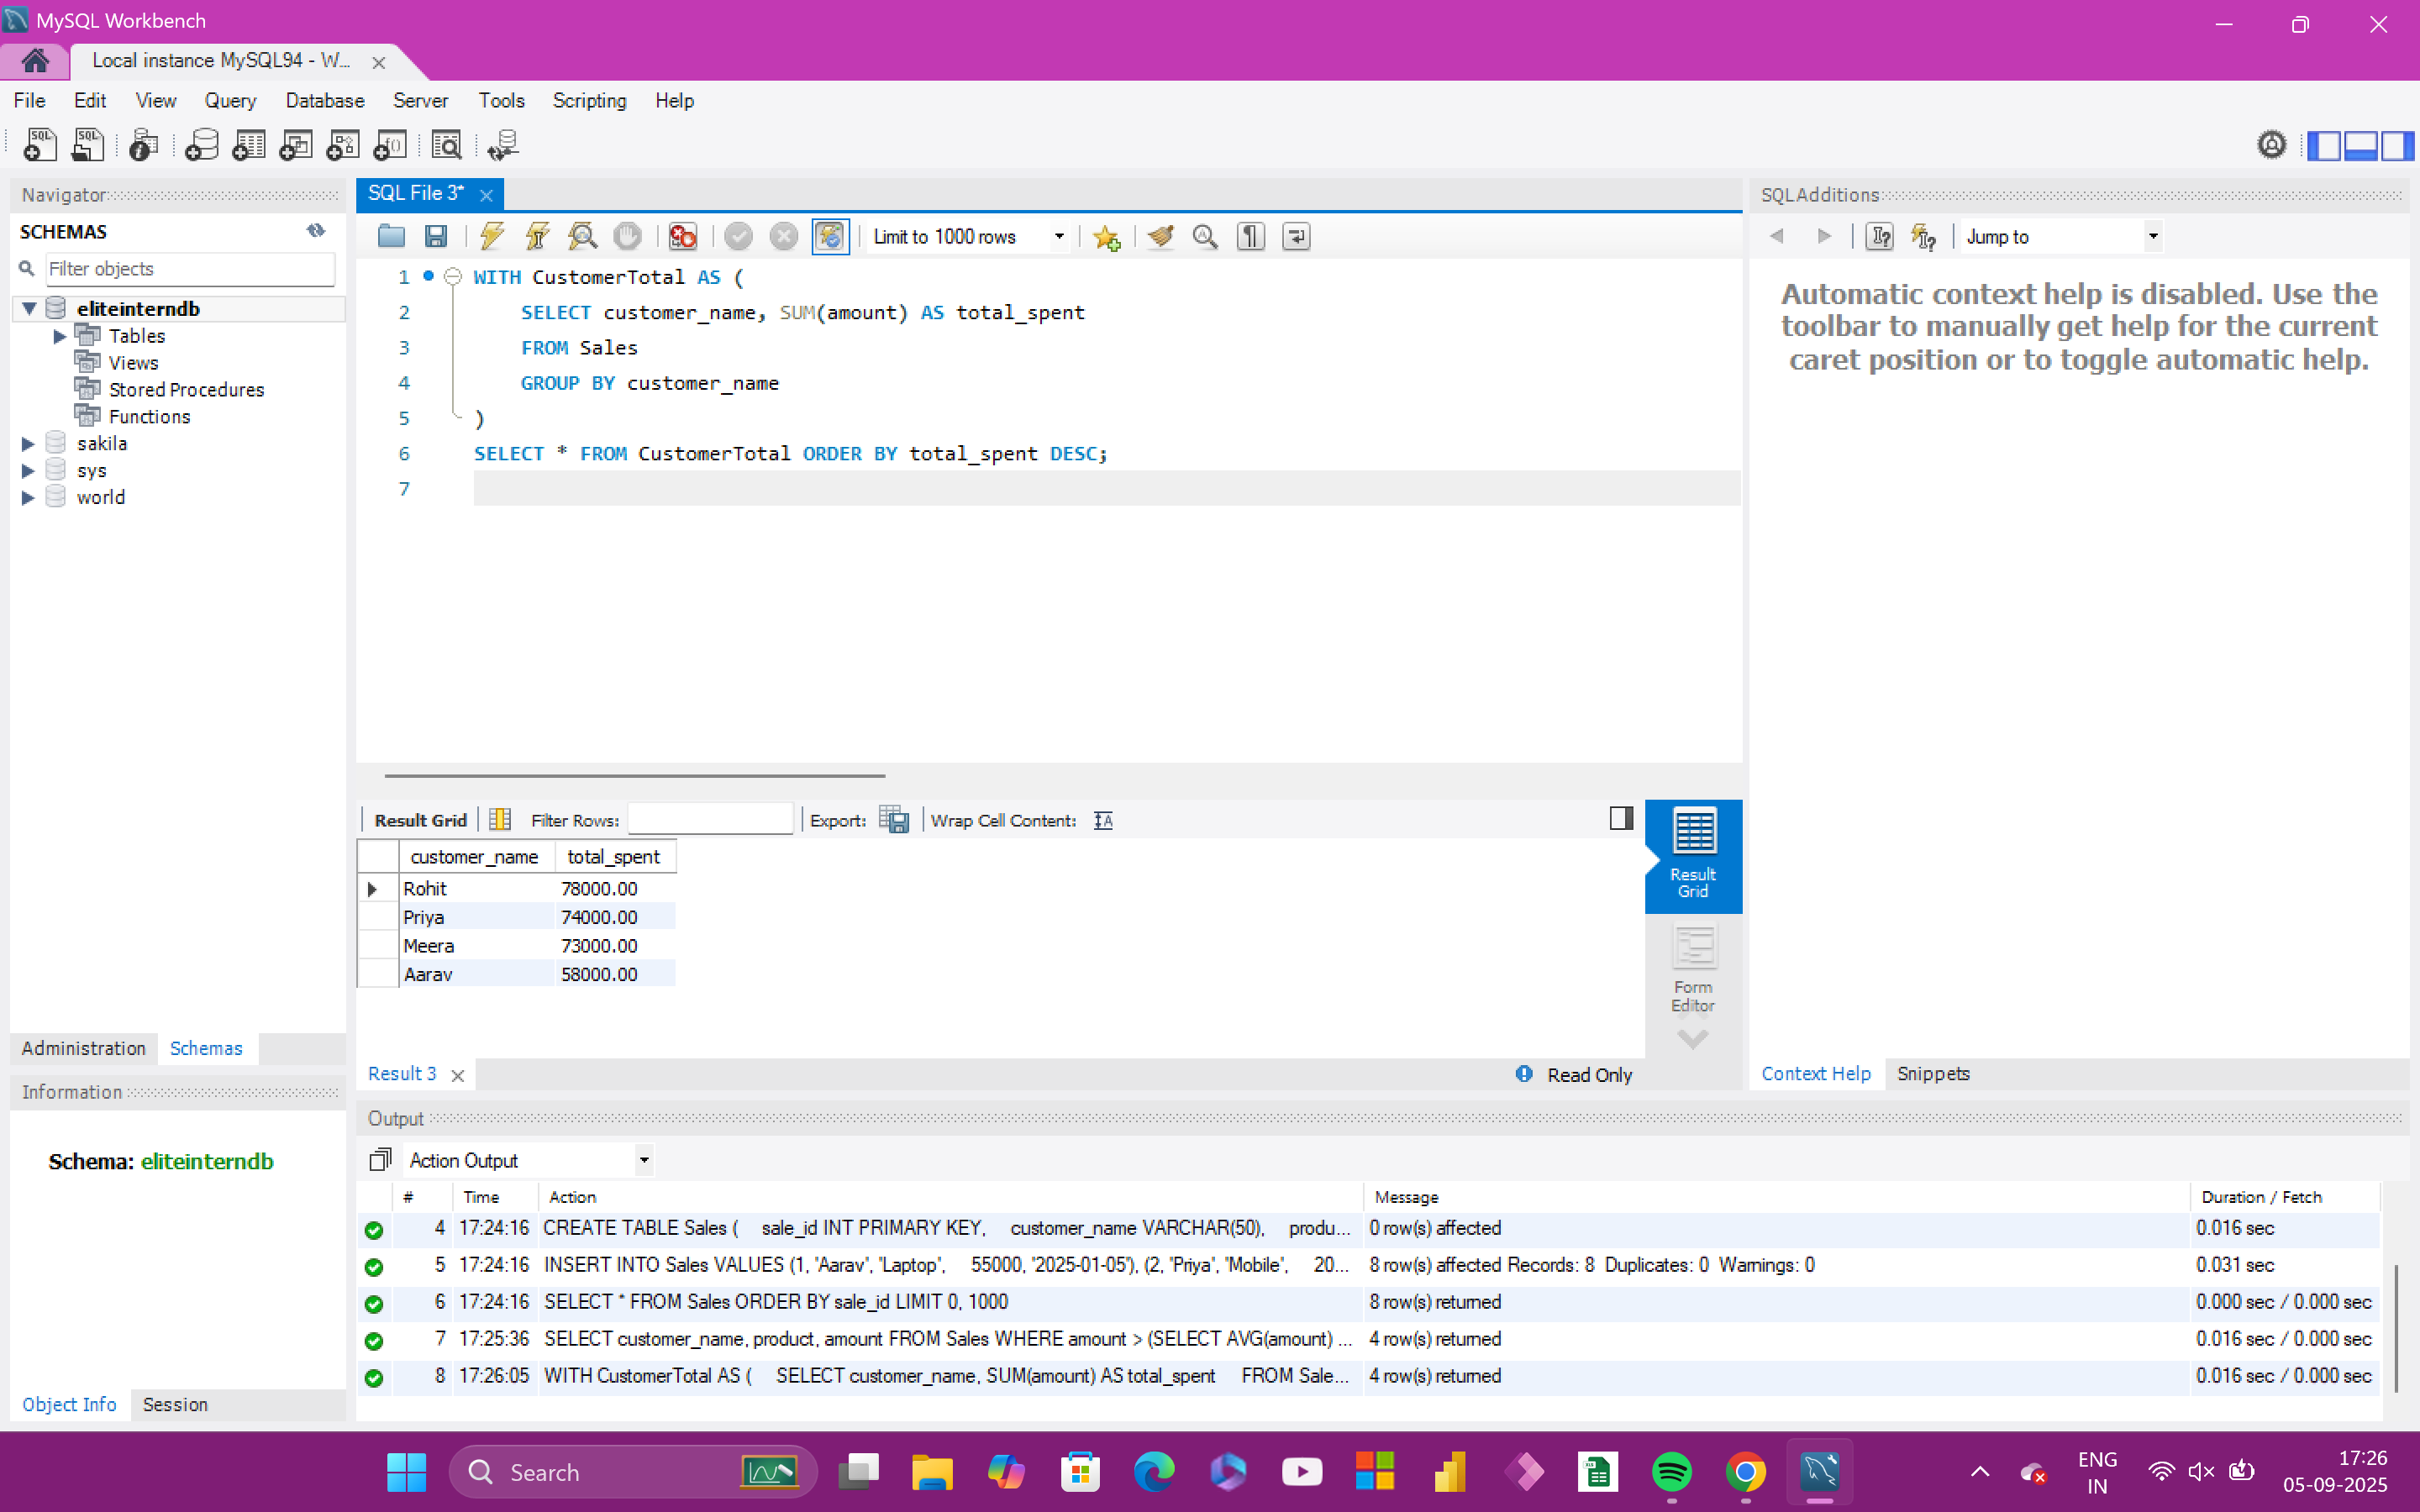 MySQL Workbench
Local instance MySQL94 - W...
File Edit View Query Database Server Tools Scripting Help
Navigator
SCHEMAS
Filter objects
eliteinterndb
Tables
Views
Stored Procedures
Functions
sakila
sys
world
Administration Schemas
Information
Schema: eliteinterndb
Object Info Session
SQL File 3*
Limit to 1000 rows
1 WITH CustomerTotal AS (
2 SELECT customer_name, SUM(amount) AS total_spent
3 FROM Sales
4 GROUP BY customer_name
5 )
6 SELECT * FROM CustomerTotal ORDER BY total_spent DESC;
7
Result Grid Filter Rows: Export: Wrap Cell Content:
customer_name total_spent
Rohit 78000.00
Priya 74000.00
Meera 73000.00
Aarav 58000.00
Result
Grid
Form
Editor
Result 3 Read Only
SQLAdditions
Jump to
Automatic context help is disabled. Use the
toolbar to manually get help for the current
caret position or to toggle automatic help.
Context Help Snippets
Output
Action Output
# Time Action Message Duration / Fetch
4 17:24:16 CREATE TABLE Sales ( sale_id INT PRIMARY KEY, customer_name VARCHAR(50), produ... 0 row(s) affected 0.016 sec
5 17:24:16 INSERT INTO Sales VALUES (1, 'Aarav', 'Laptop', 55000, '2025-01-05'), (2, 'Priya', 'Mobile', 20... 8 row(s) affected Records: 8 Duplicates: 0 Warnings: 0 0.031 sec
6 17:24:16 SELECT * FROM Sales ORDER BY sale_id LIMIT 0, 1000 8 row(s) returned 0.000 sec / 0.000 sec
7 17:25:36 SELECT customer_name, product, amount FROM Sales WHERE amount > (SELECT AVG(amount) ... 4 row(s) returned 0.016 sec / 0.000 sec
8 17:26:05 WITH CustomerTotal AS ( SELECT customer_name, SUM(amount) AS total_spent FROM Sale... 4 row(s) returned 0.016 sec / 0.000 sec
Search
ENG
IN
17:26
05-09-2025